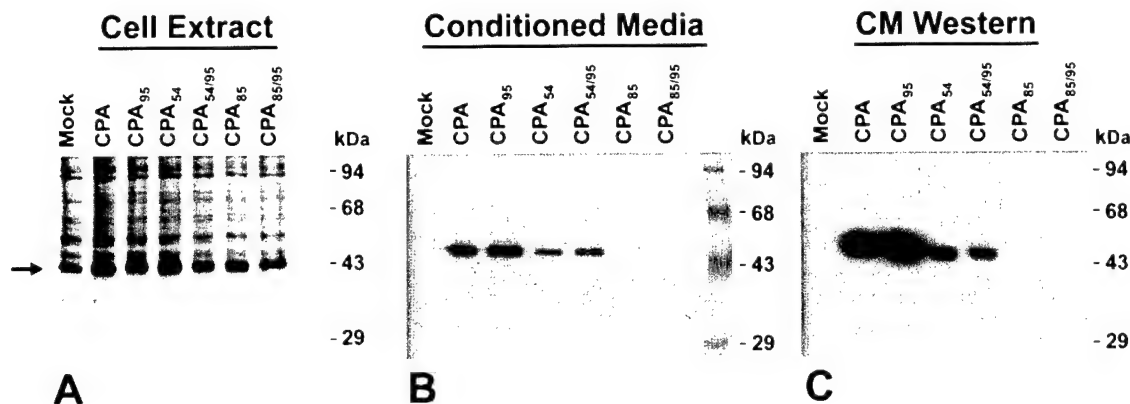 Cell Extract
Mock
CPA
CPA95
CPA54
CPA54/95
CPA85
CPA85/95
kDa
- 94
- 68
- 43
- 29
A
Conditioned Media
Mock
CPA
CPA95
CPA54
CPA54/95
CPA85
CPA85/95
kDa
- 94
- 68
- 43
- 29
B
CM Western
Mock
CPA
CPA95
CPA54
CPA54/95
CPA85
CPA85/95
kDa
- 94
- 68
- 43
- 29
C